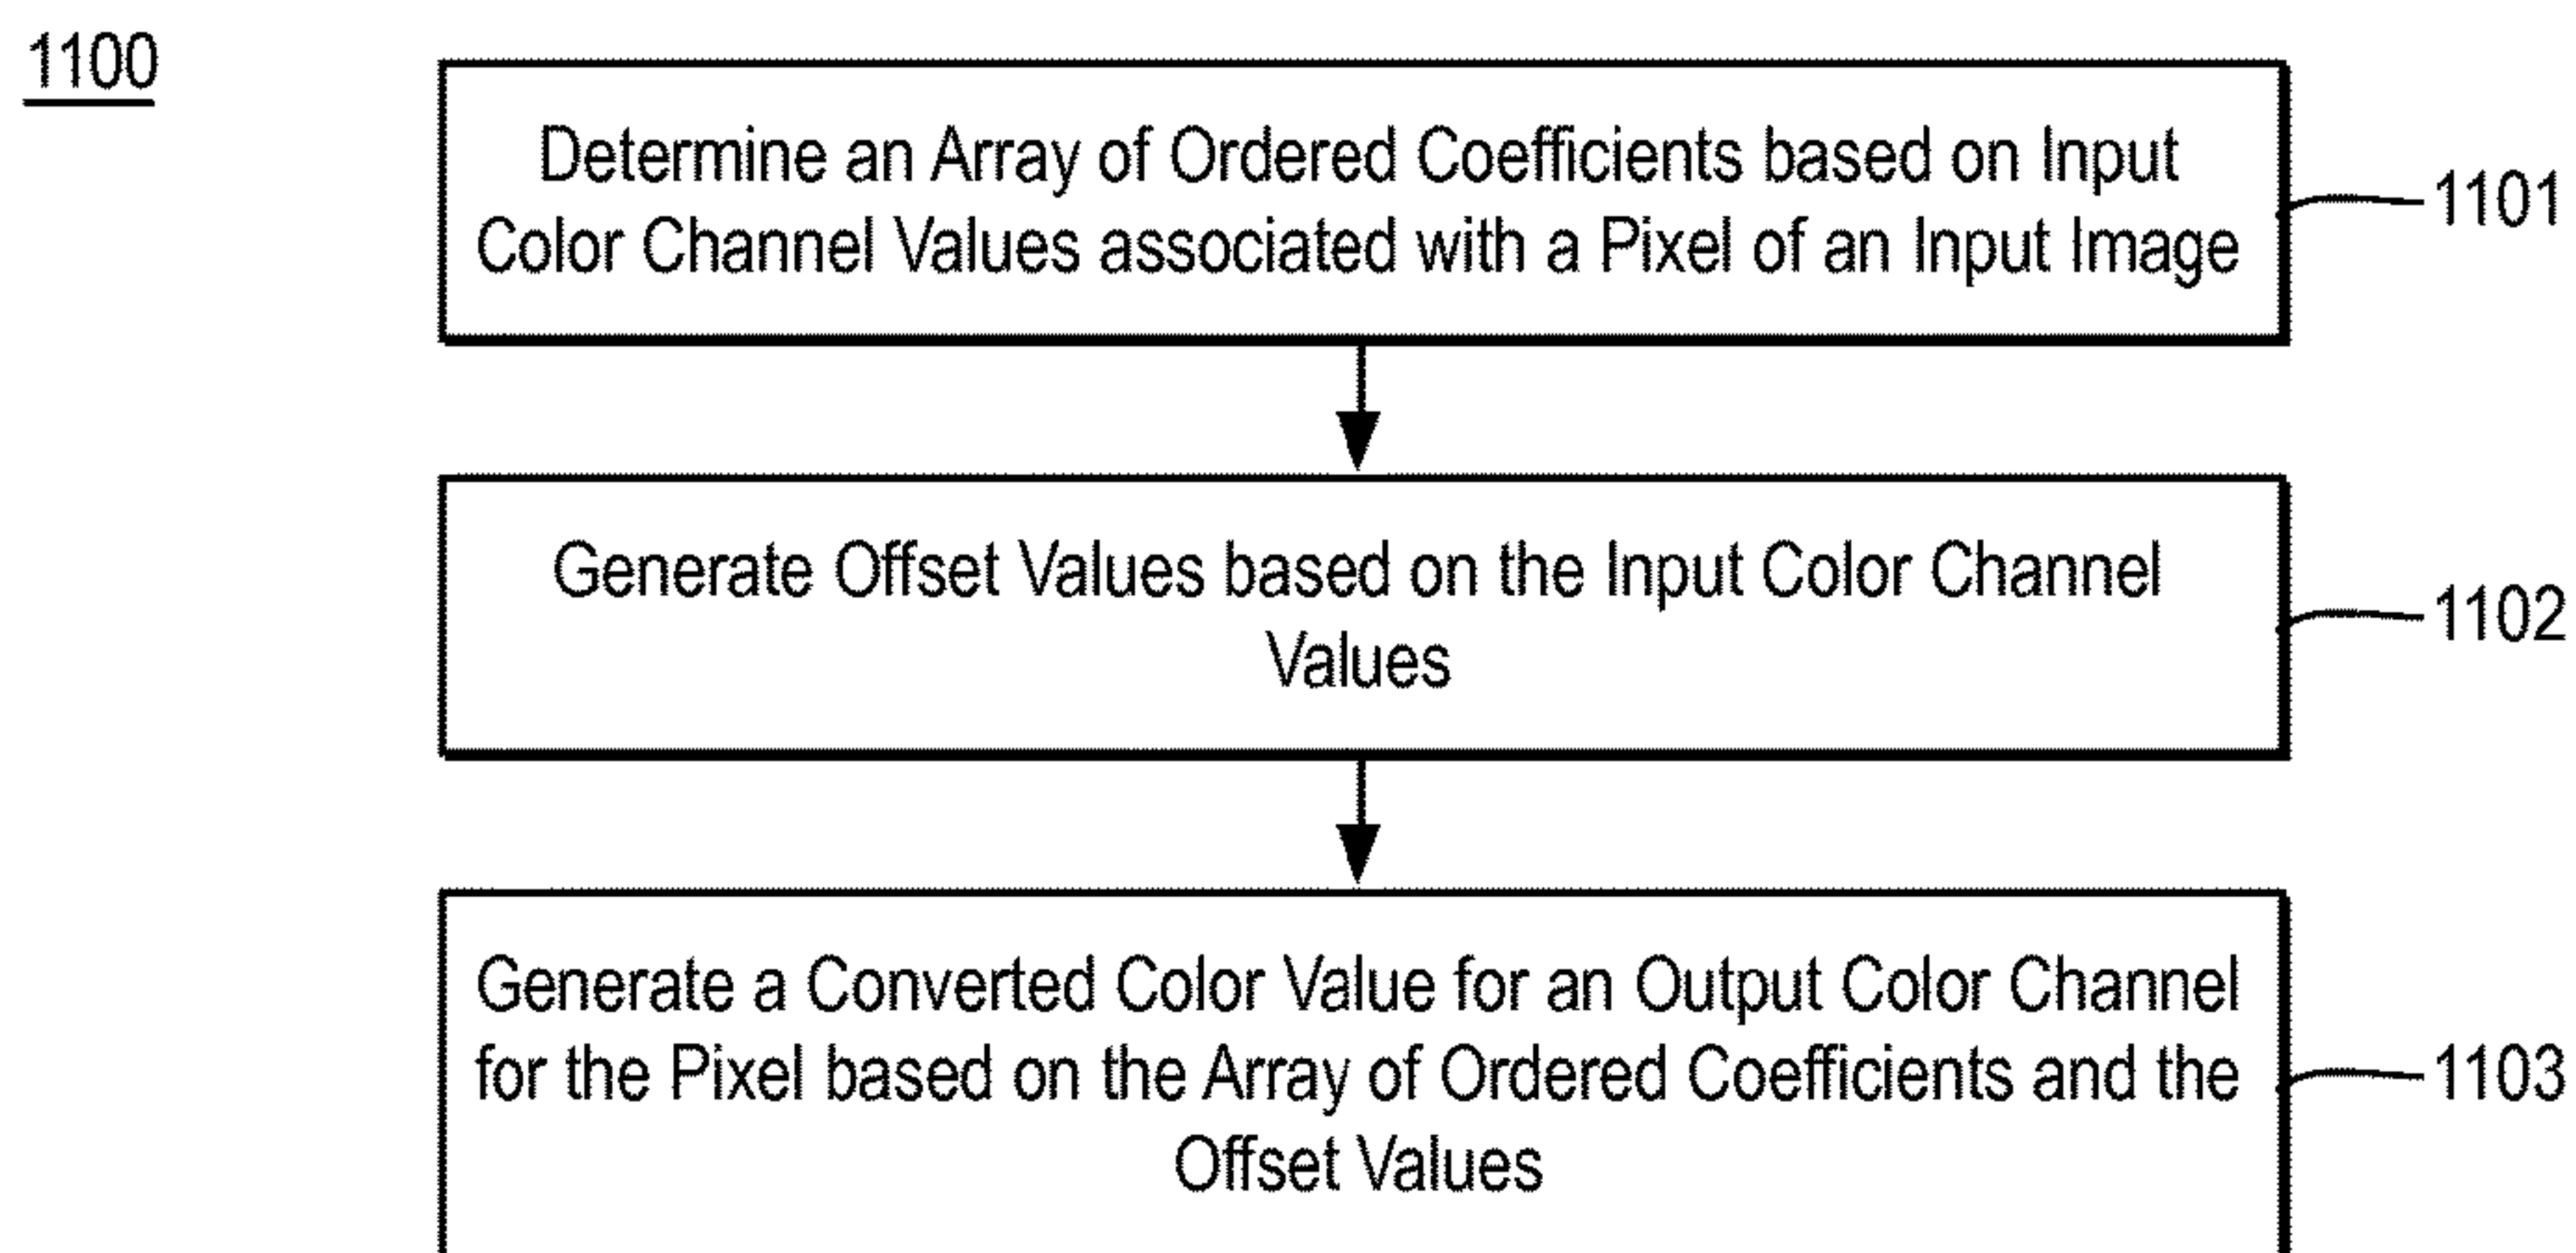 1100
Determine an Array of Ordered Coefficients based on Input
Color Channel Values associated with a Pixel of an Input Image
1101
Generate Offset Values based on the Input Color Channel
Values
1102
Generate a Converted Color Value for an Output Color Channel
for the Pixel based on the Array of Ordered Coefficients and the
Offset Values
1103